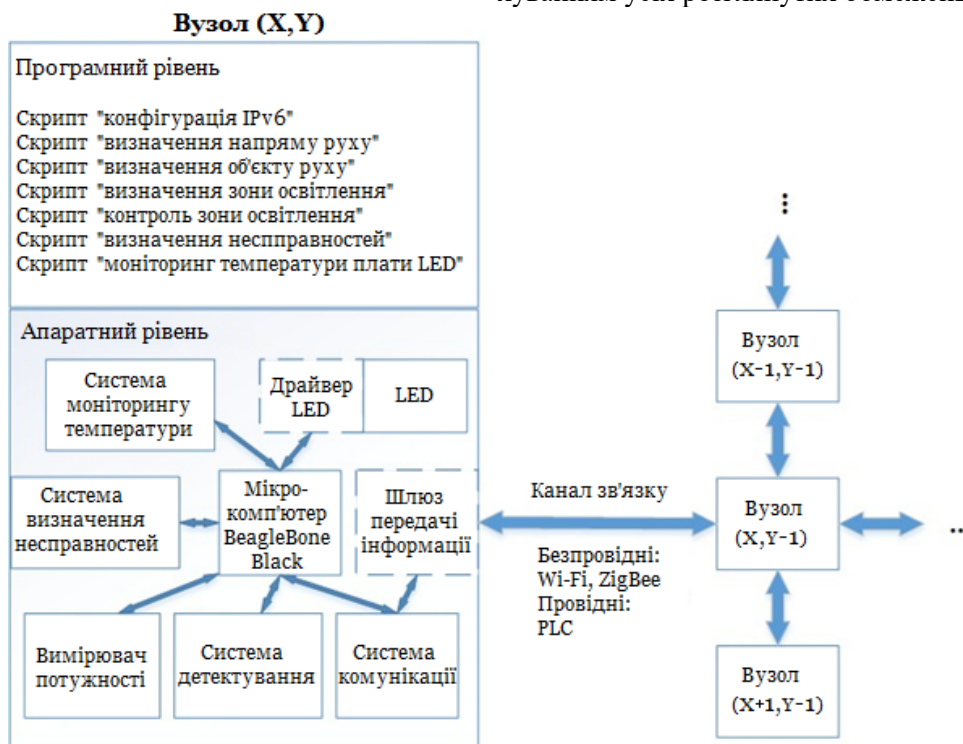 Вузол (X,Y)
Програмний рівень
Скрипт "конфігурація IPv6"
Скрипт "визначення напряму руху"
Скрипт "визначення об'єкту руху"
Скрипт "визначення зони освітлення"
Скрипт "контроль зони освітлення"
Скрипт "визначення неспправностей"
Скрипт "моніторинг температури плати LED"
Апаратний рівень
Система
моніторингу
температури
Драйвер
LED
LED
Система
визначення
несправностей
Мікро-
комп'ютер
BeagleBone
Black
Шлюз
передачі
інформації
Вимірювач
потужності
Система
детектування
Система
комунікації
Канал зв'язку
Безпровідні:
Wi-Fi, ZigBee
Провідні:
PLC
...
Вузол
(X-1,Y-1)
Вузол
(X,Y-1)
..
Вузол
(X+1,Y-1)